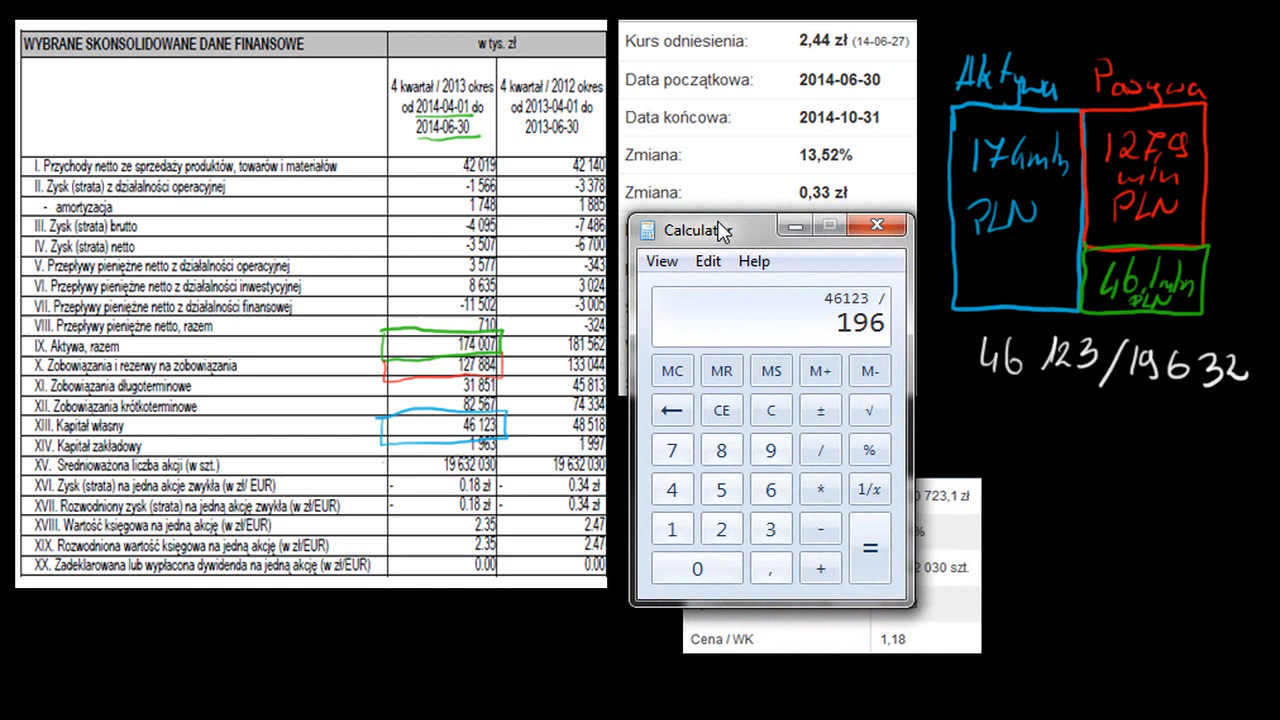 WYBRANE SKONSOLIDOWANE DANE FINANSOWE w tys. zł
4 kwartał / 2013 okres od 2014-04-01 do 2014-06-30
4 kwartał / 2012 okres od 2013-04-01 do 2013-06-30
I. Przychody netto ze sprzedaży produktów, towarów i materiałów 42 019 42 140
II. Zysk (strata) z działalności operacyjnej -1 566 -3 378
- amortyzacja 1 748 1 885
III. Zysk (strata) brutto -4 095 -7 486
IV. Zysk (strata) netto -3 507 -6 700
V. Przepływy pieniężne netto z działalności operacyjnej 3 577 -343
VI. Przepływy pieniężne netto z działalności inwestycyjnej 8 635 3 024
VII. Przepływy pieniężne netto z działalności finansowej -11 502 -3 005
VIII. Przepływy pieniężne netto, razem 710 -324
IX. Aktywa, razem 174 007 181 562
X. Zobowiązania i rezerwy na zobowiązania 127 884 133 044
XI. Zobowiązania długoterminowe 31 851 45 813
XII. Zobowiązania krótkoterminowe 82 567 74 334
XIII. Kapitał własny 46 123 48 518
XIV. Kapitał zakładowy 1 963 1 997
XV. Średnioważona liczba akcji (w szt.) 19 632 030 19 632 030
XVI. Zysk (strata) na jedną akcję zwykłą (w zł/ EUR) - 0.18 zł - 0.34 zł
XVII. Rozwodniony zysk (strata) na jedną akcję zwykłą (w zł/EUR) - 0.18 zł - 0.34 zł
XVIII. Wartość księgowa na jedną akcję (w zł/EUR) 2.35 2.47
XIX. Rozwodniona wartość księgowa na jedną akcję (w zł/EUR) 2.35 2.47
XX. Zadeklarowana lub wypłacona dywidenda na jedną akcję (w zł/EUR) 0.00 0.00
Kurs odniesienia: 2,44 zł (14-06-27)
Data początkowa: 2014-06-30
Data końcowa: 2014-10-31
Zmiana: 13,52%
Zmiana: 0,33 zł
View Edit Help
46123 /
196
MC MR MS M+ M-
← CE C ± √
7 8 9 / %
4 5 6 * 1/x
1 2 3 - =
0 , +
0 723,1 zł
%
2 030 szt.
Cena / WK 1,18
Aktywa Pasywa
174 mln
PLN
127,9
mln
PLN
46,1 mln
PLN
46 123/19632